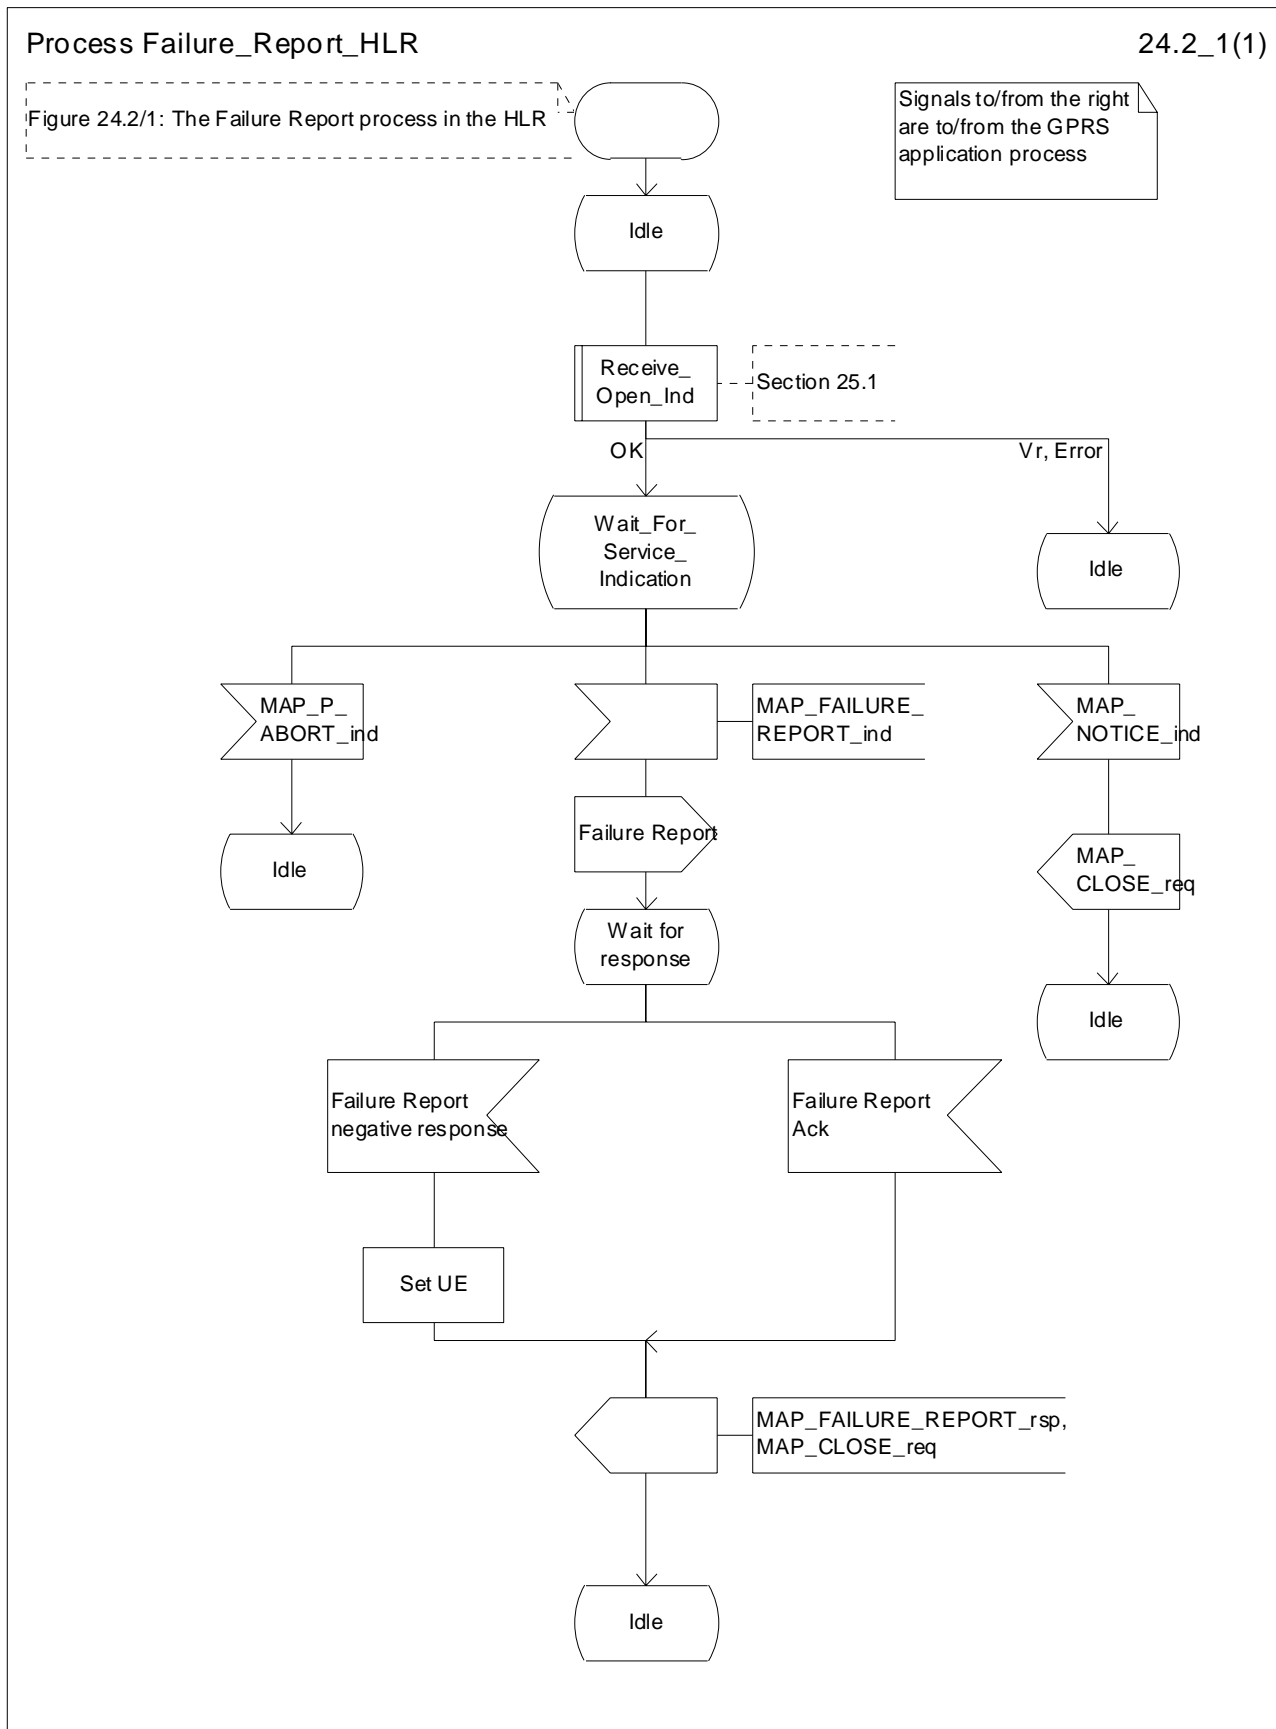 Process Failure_Report_HLR
24.2_1(1)
Figure 24.2/1: The Failure Report process in the HLR
Signals to/from the right
are to/from the GPRS
application process
Idle
Receive_
Open_Ind
Section 25.1
OK
Vr, Error
Wait_For_
Service_
Indication
Idle
MAP_P_
ABORT_ind
MAP_FAILURE_
REPORT_ind
MAP_
NOTICE_ind
Failure Report
Idle
MAP_
CLOSE_req
Wait for
response
Idle
Failure Report
negative response
Failure Report
Ack
Set UE
MAP_FAILURE_REPORT_rsp,
MAP_CLOSE_req
Idle